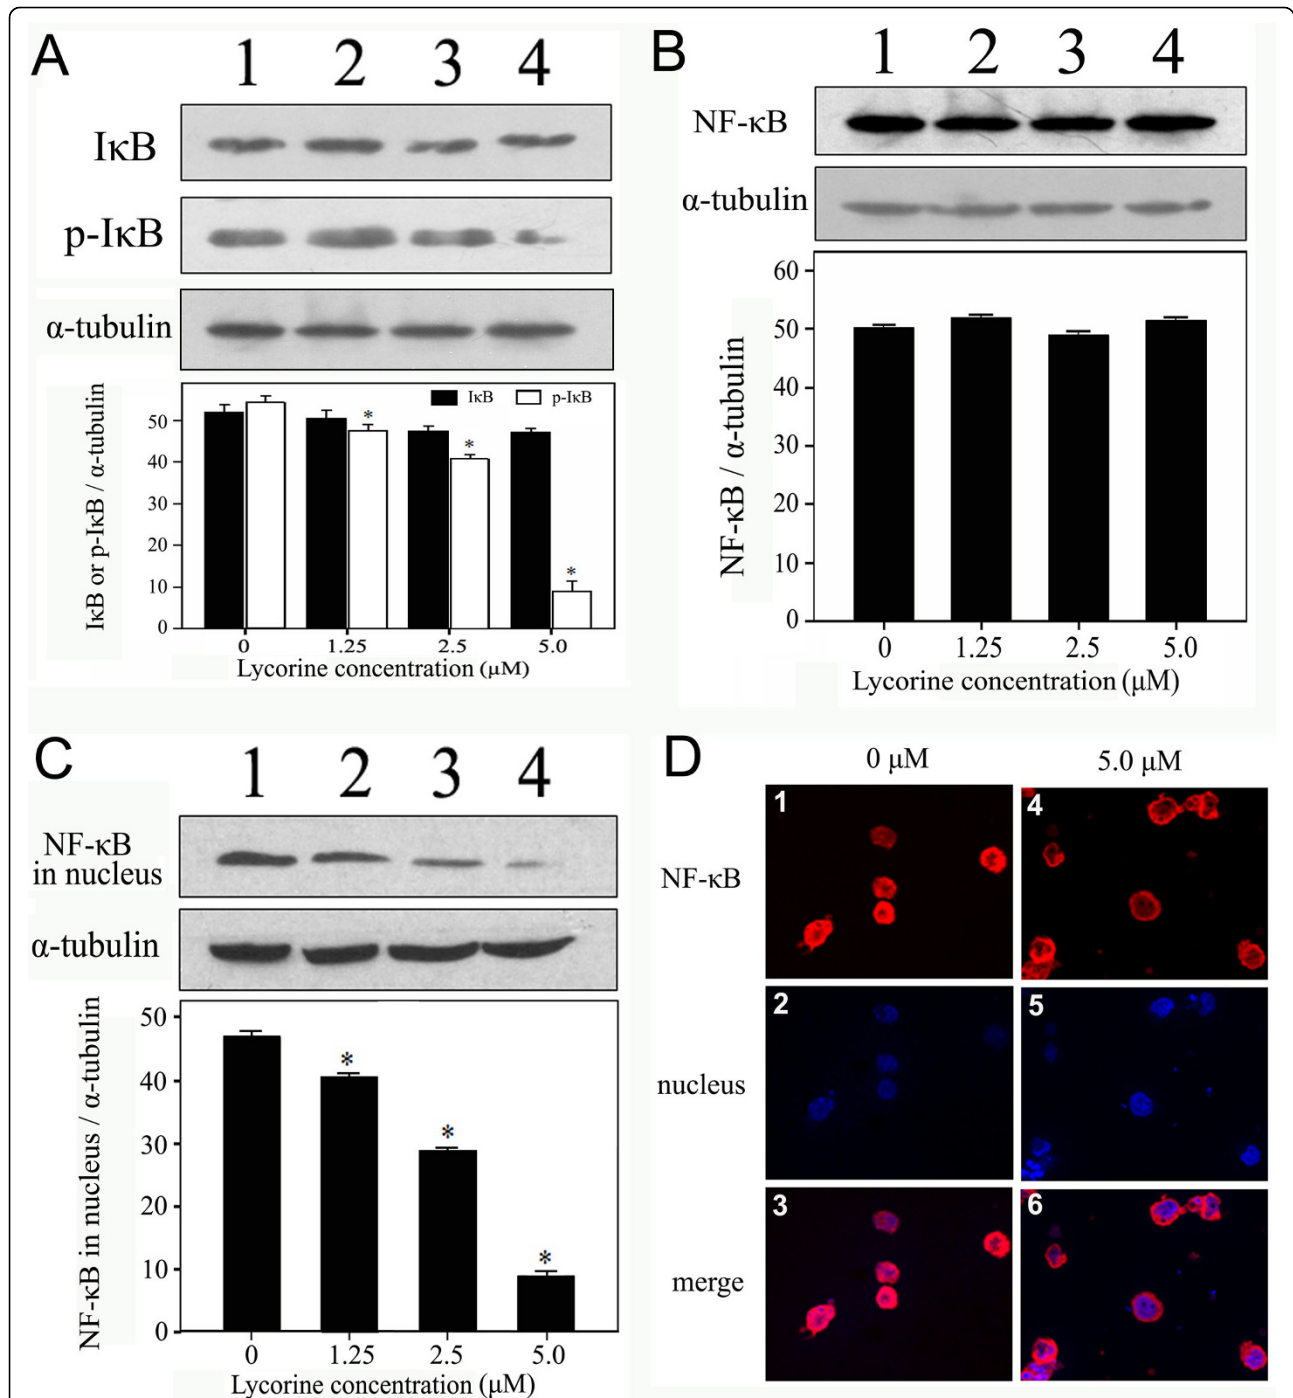 A
1 2 3 4
IκB
p-IκB
α-tubulin
IκB or p-IκB / α-tubulin
IκB p-IκB
50
40
30
20
10
0
*
*
*
0 1.25 2.5 5.0
Lycorine concentration (μM)
B
1 2 3 4
NF-κB
α-tubulin
NF-κB / α-tubulin
60
50
40
30
20
10
0
0 1.25 2.5 5.0
Lycorine concentration (μM)
C
1 2 3 4
NF-κB
in nucleus
α-tubulin
NF-κB in nucleus / α-tubulin
50
40
30
20
10
0
*
*
*
0 1.25 2.5 5.0
Lycorine concentration (μM)
D
0 μM 5.0 μM
NF-κB
1 4
nucleus
2 5
merge
3 6